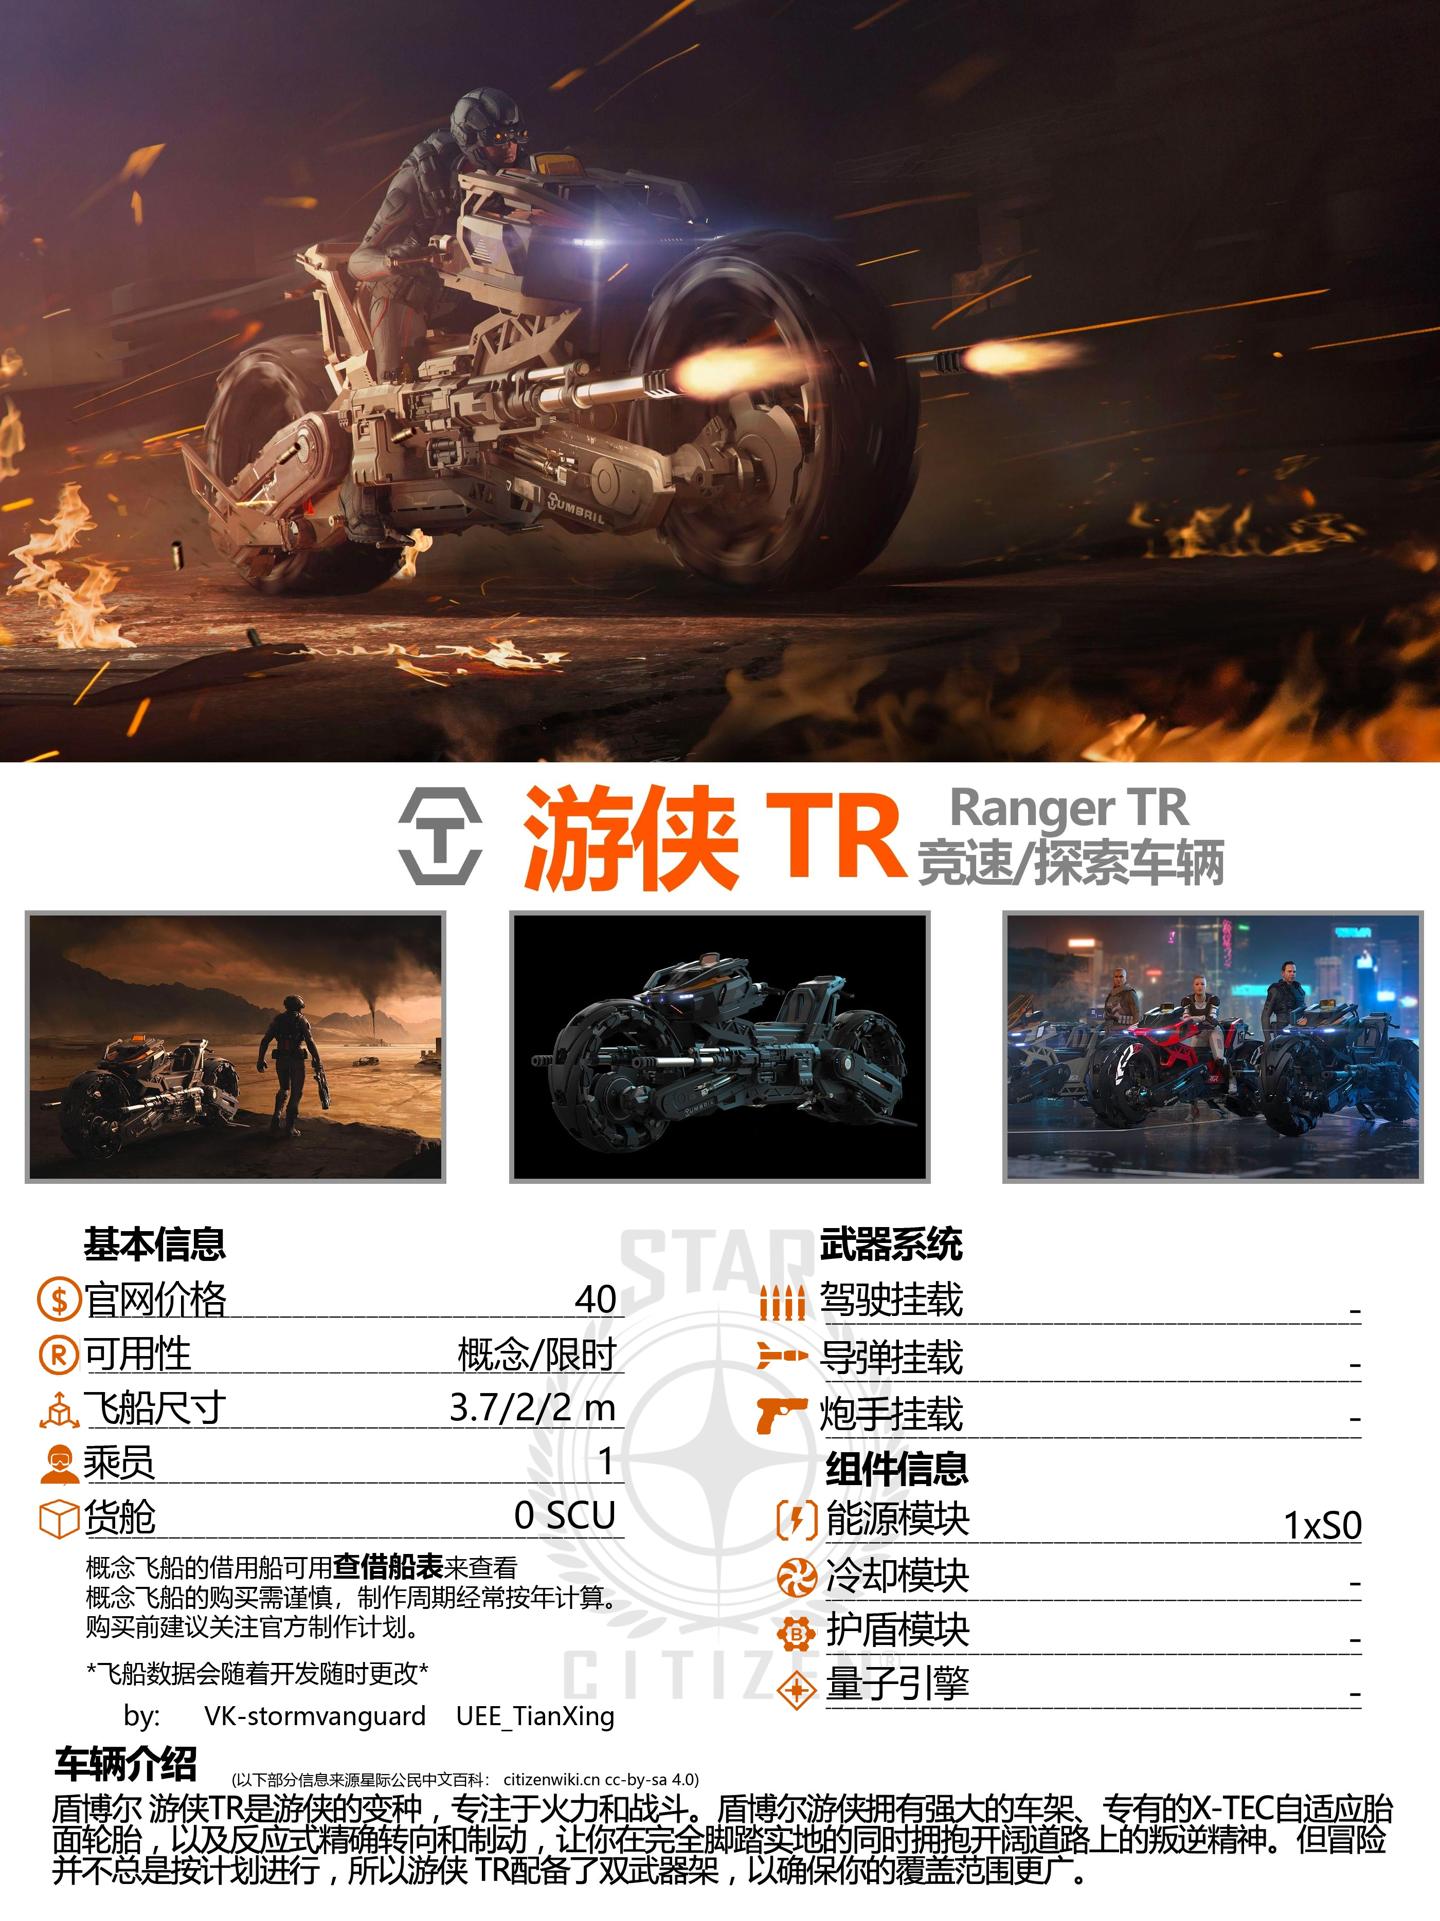 TUMBRIL
游侠 TR
Ranger TR
竞速/探索车辆
TUMBRIL
基本信息
官网价格 40
可用性 概念/限时
飞船尺寸 3.7/2/2 m
乘员 1
货舱 0 SCU
概念飞船的借用船可用查借船表来查看
概念飞船的购买需谨慎，制作周期经常按年计算。
购买前建议关注官方制作计划。
*飞船数据会随着开发随时更改*
by: VK-stormvanguard UEE_TianXing
STAR
CITIZEN
武器系统
驾驶挂载 -
导弹挂载 -
炮手挂载 -
组件信息
能源模块 1xS0
冷却模块 -
护盾模块 -
量子引擎 -
车辆介绍 (以下部分信息来源星际公民中文百科： citizenwiki.cn cc-by-sa 4.0)
盾博尔 游侠TR是游侠的变种，专注于火力和战斗。盾博尔游侠拥有强大的车架、专有的X-TEC自适应胎
面轮胎，以及反应式精确转向和制动，让你在完全脚踏实地的同时拥抱开阔道路上的叛逆精神。但冒险
并不总是按计划进行，所以游侠 TR配备了双武器架，以确保你的覆盖范围更广。